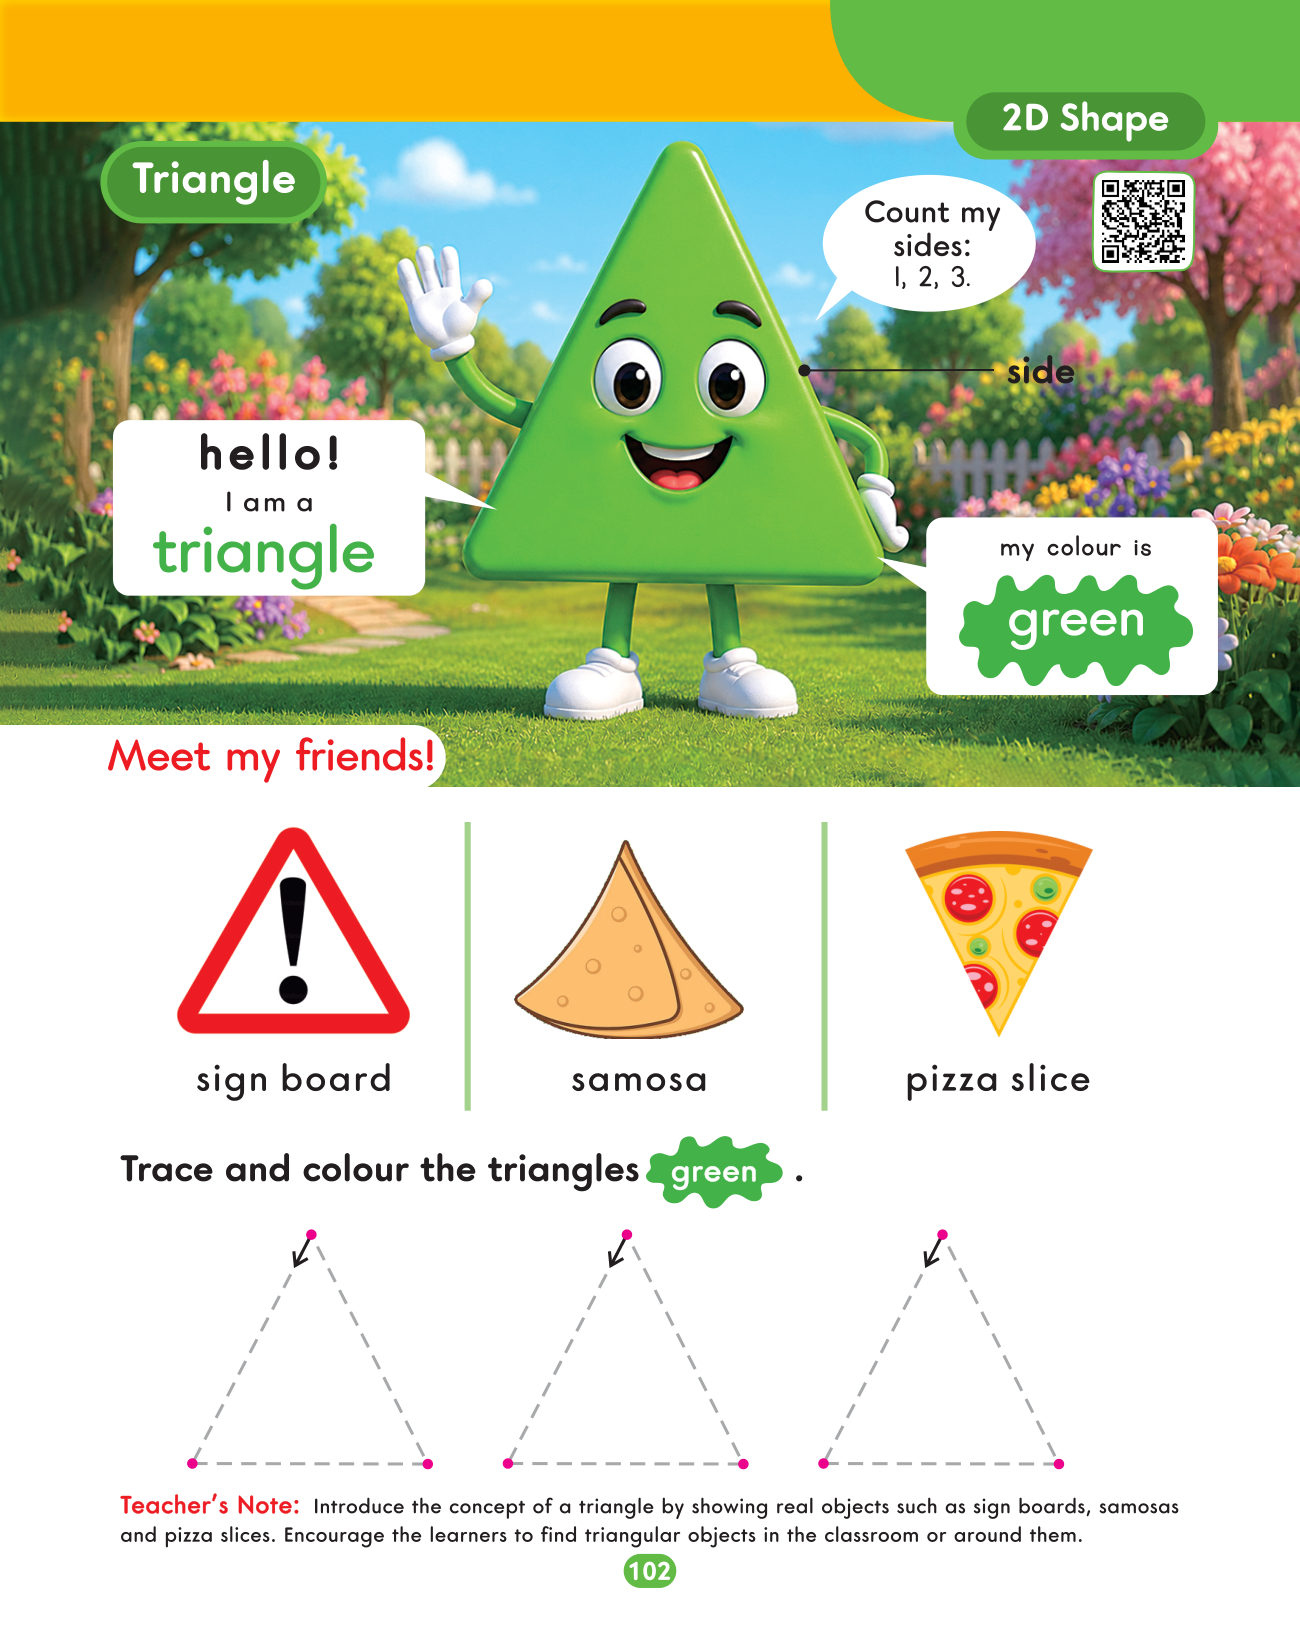 2D Shape
Triangle
Count my
sides:
1, 2, 3.
side
hello!
I am a
triangle
my colour is
green
Meet my friends!
sign board
samosa
pizza slice
Trace and colour the triangles green .
Teacher's Note: Introduce the concept of a triangle by showing real objects such as sign boards, samosas
and pizza slices. Encourage the learners to find triangular objects in the classroom or around them.
102